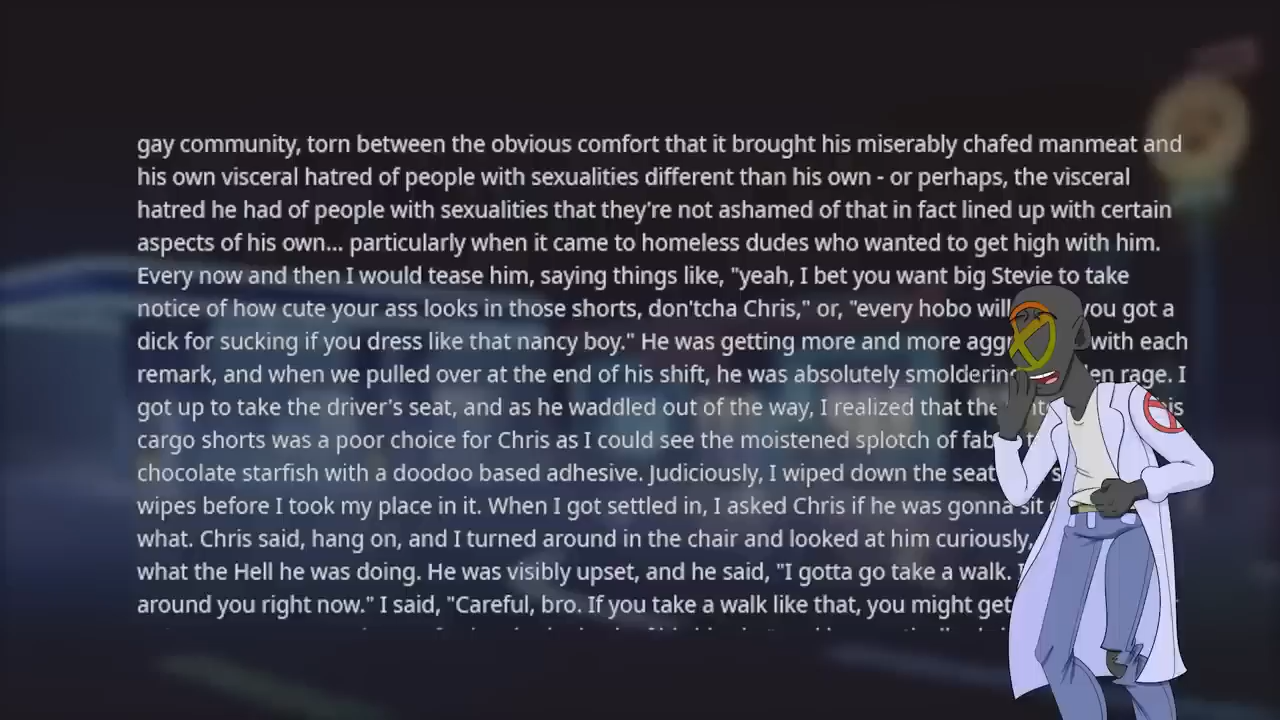 gay community, torn between the obvious comfort that it brought his miserably chafed manmeat and
his own visceral hatred of people with sexualities different than his own - or perhaps, the visceral
hatred he had of people with sexualities that they're not ashamed of that in fact lined up with certain
aspects of his own... particularly when it came to homeless dudes who wanted to get high with him.
Every now and then I would tease him, saying things like, "yeah, I bet you want big Stevie to take
notice of how cute your ass looks in those shorts, don'tcha Chris," or, "every hobo will you got a
dick for sucking if you dress like that nancy boy." He was getting more and more with each
remark, and when we pulled over at the end of his shift, he was absolutely smoldering rage. I
got up to take the driver's seat, and as he waddled out of the way, I realized that the
cargo shorts was a poor choice for Chris as I could see the moistened splotch of
chocolate starfish with a doodoo based adhesive. Judiciously, I wiped down the seat
wipes before I took my place in it. When I got settled in, I asked Chris if he was gonna sit
what. Chris said, hang on, and I turned around in the chair and looked at him curiously,
what the Hell he was doing. He was visibly upset, and he said, "I gotta go take a walk.
around you right now." I said, "Careful, bro. If you take a walk like that, you might get